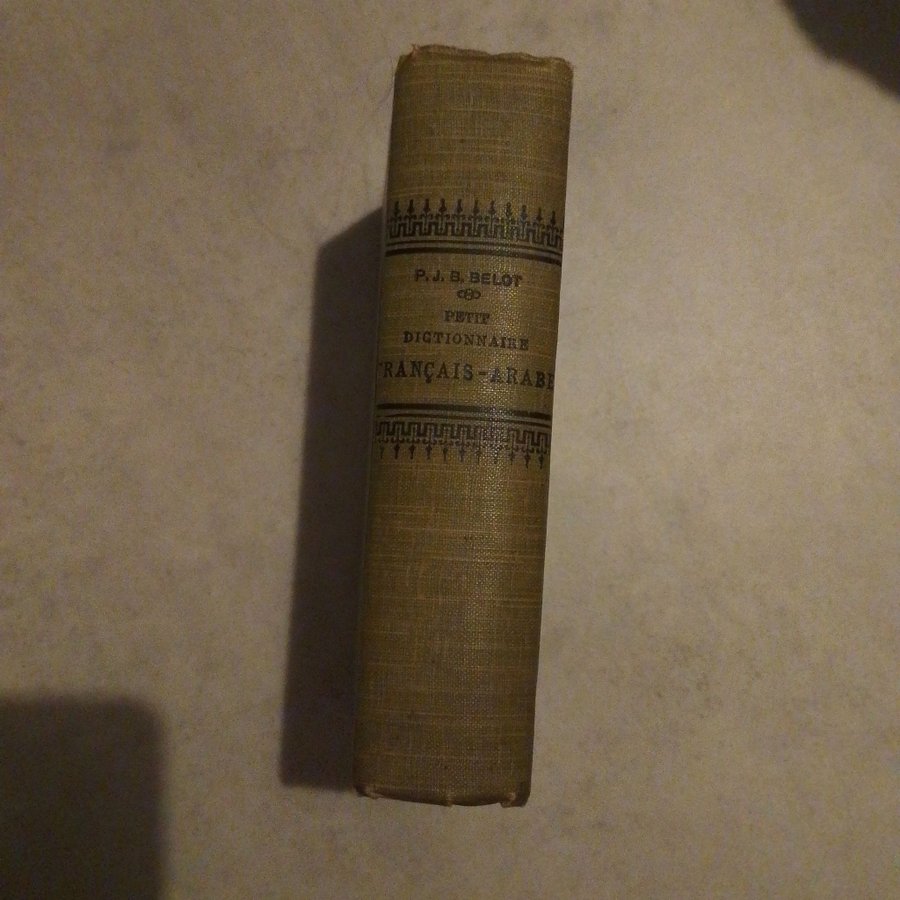 P. J. B. BELOT
PETIT
DICTIONNAIRE
FRANÇAIS-ARABE